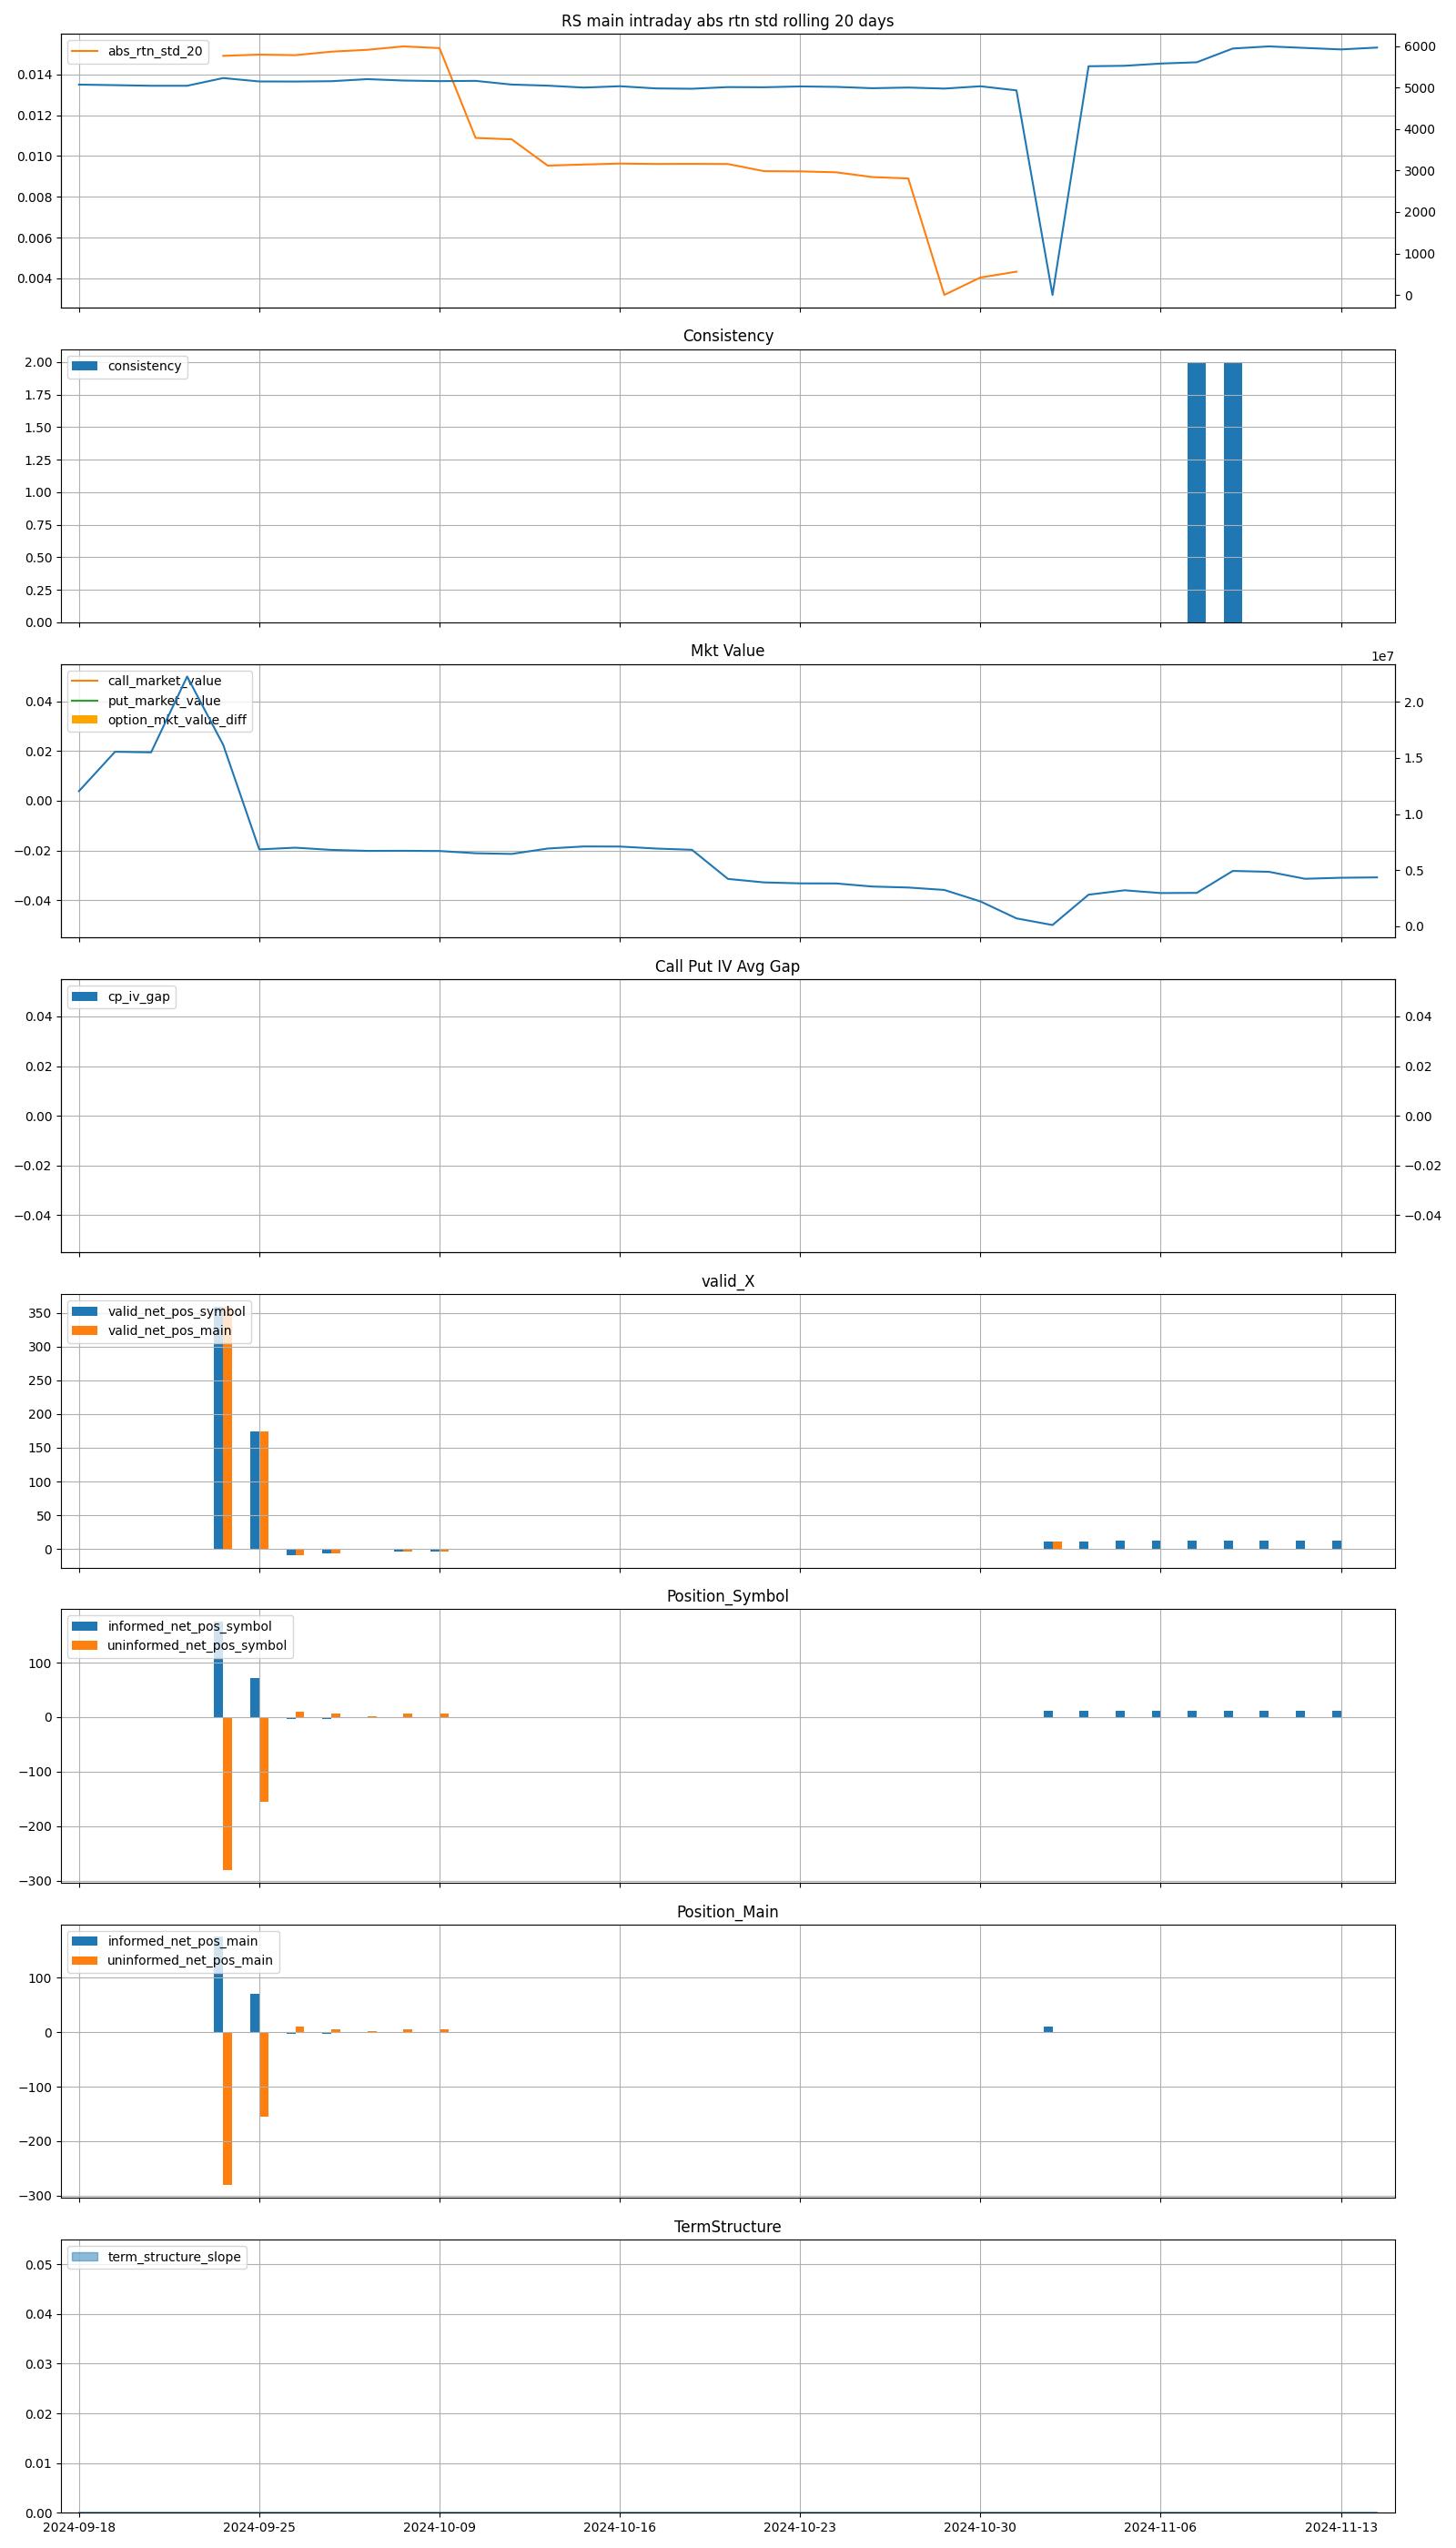 RS main intraday abs rtn std rolling 20 days
abs_rtn_std_20
0.014
0.012
0.010
0.008
0.006
0.004
6000
5000
4000
3000
2000
1000
0
Consistency
consistency
2.00
1.75
1.50
1.25
1.00
0.75
0.50
0.25
0.00
Mkt Value
1e7
call_market_value
put_market_value
option_mkt_value_diff
0.04
0.02
0.00
−0.02
−0.04
2.0
1.5
1.0
0.5
0.0
Call Put IV Avg Gap
cp_iv_gap
0.04
0.02
0.00
−0.02
−0.04
0.04
0.02
0.00
−0.02
−0.04
valid_X
valid_net_pos_symbol
valid_net_pos_main
350
300
250
200
150
100
50
0
Position_Symbol
informed_net_pos_symbol
uninformed_net_pos_symbol
100
0
−100
−200
−300
Position_Main
informed_net_pos_main
uninformed_net_pos_main
100
0
−100
−200
−300
TermStructure
term_structure_slope
0.05
0.04
0.03
0.02
0.01
0.00
2024-09-18 2024-09-25 2024-10-09 2024-10-16 2024-10-23 2024-10-30 2024-11-06 2024-11-13